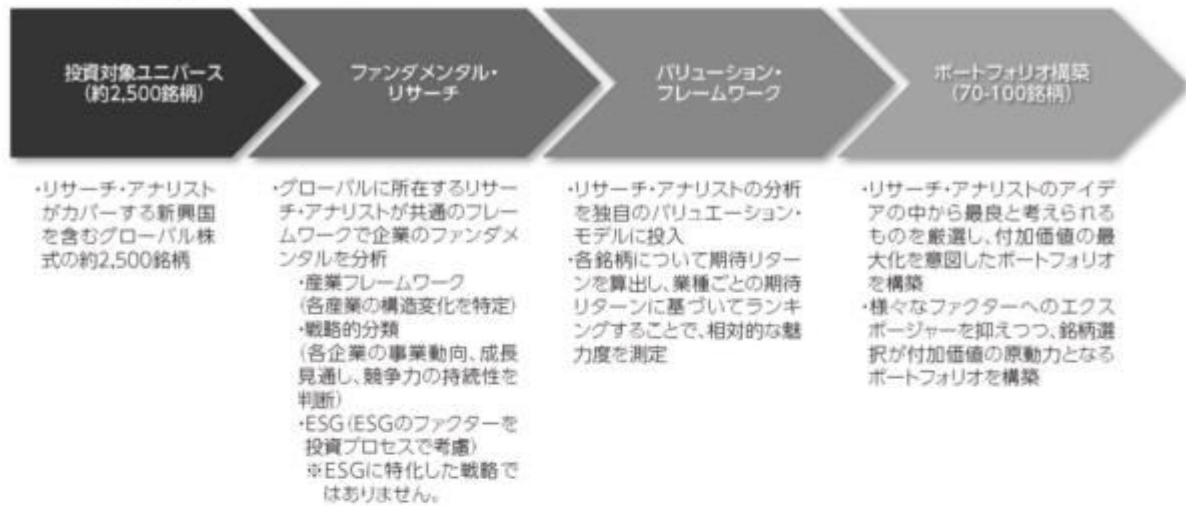 投資対象ユニバース
(約2,500銘柄)
ファンダメンタル・
リサーチ
バリューション・
フレームワーク
ポートフォリオ構築
(70-100銘柄)
・リサーチ・アナリスト
がカバーする新興国
を含むグローバル株
式の約2,500銘柄
・グローバルに所在するリサー
チ・アナリストが共通のフレー
ムワークで企業のファンダメ
ンタルを分析
・産業フレームワーク
(各産業の構造変化を特定)
・戦略的分類
(各企業の事業動向、成長
見通し、競争力の持続性を
判断)
・ESG(ESGのファクターを
投資プロセスで考慮)
※ESGに特化した戦略で
はありません。
・リサーチ・アナリストの分析
を独自のバリュエーション・
モデルに投入
・各銘柄について期待リター
ンを算出し、業種ごとの期待
リターンに基づいてランキ
ングすることで、相対的な魅
力度を測定
・リサーチ・アナリストのアイデ
アの中から最良と考えられる
ものを厳選し、付加価値の最
大化を意図したポートフォリオ
を構築
・様々なファクターへのエクス
ポージャーを抑えつつ、銘柄選
択が付加価値の原動力となる
ポートフォリオを構築